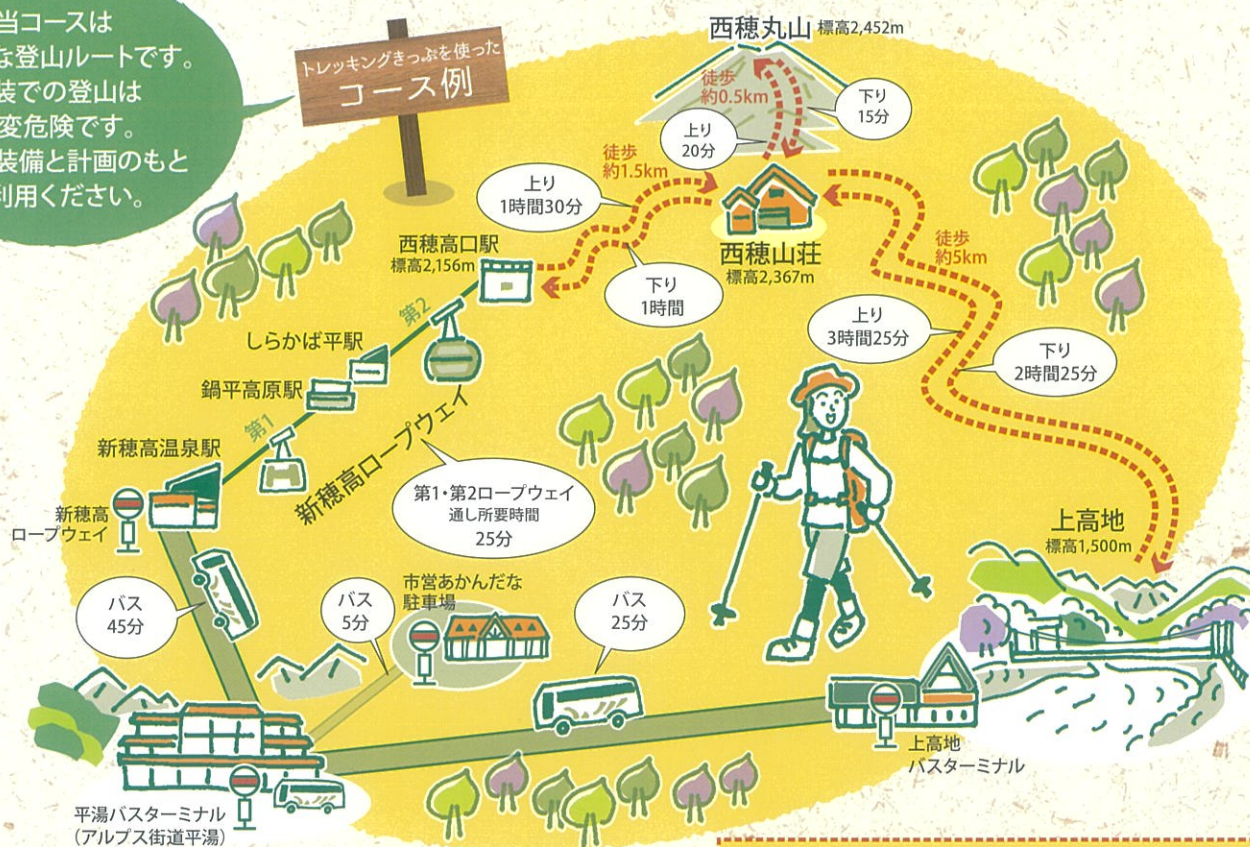 当コースは
な登山ルートです。
装での登山は
変危険です。
装備と計画のもと
利用ください。
トレッキングきっぷを使った
コース例
西穂丸山 標高2,452m
徒歩
約0.5km
下り
15分
上り
20分
徒歩
約1.5km
上り
1時間30分
西穂高口駅
標高2,156m
下り
1時間
西穂山荘
標高2,367m
徒歩
約5km
上り
3時間25分
下り
2時間25分
第2
しらかば平駅
鍋平高原駅
第1
新穂高ロープウェイ
新穂高温泉駅
新穂高
ロープウェイ
第1・第2ロープウェイ
通し所要時間
25分
上高地
標高1,500m
バス
45分
バス
5分
市営あかんだな
駐車場
バス
25分
上高地
バスターミナル
平湯バスターミナル
(アルプス街道平湯)